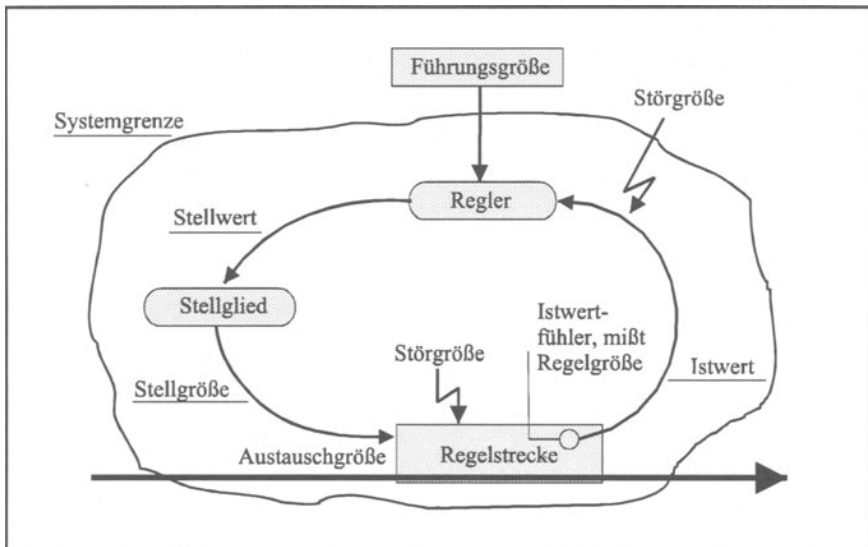 Führungsgröße
Störgröße
Systemgrenze
Regler
Stellwert
Stellglied
Istwert-
fühler, mißt
Regelgröße
Störgröße
Istwert
Stellgröße
Austauschgröße
Regelstrecke